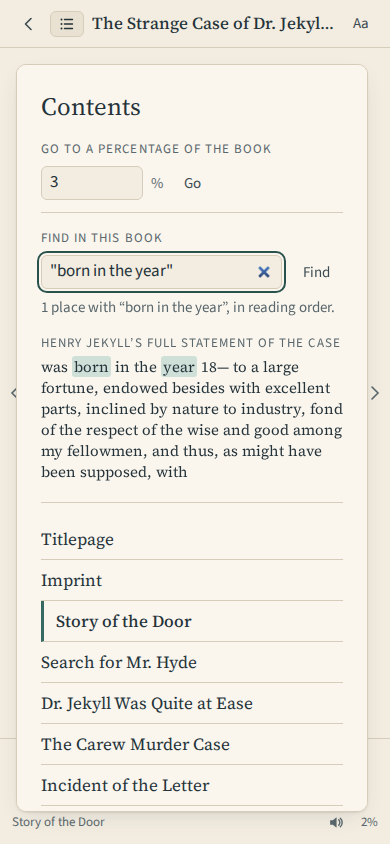 The Strange Case of Dr. Jekyl... Aa
Contents
GO TO A PERCENTAGE OF THE BOOK
3 % Go
FIND IN THIS BOOK
"born in the year" Find
1 place with “born in the year”, in reading order.
HENRY JEKYLL’S FULL STATEMENT OF THE CASE
was born in the year 18— to a large
fortune, endowed besides with excellent
parts, inclined by nature to industry, fond
of the respect of the wise and good among
my fellowmen, and thus, as might have
been supposed, with
Titlepage
Imprint
Story of the Door
Search for Mr. Hyde
Dr. Jekyll Was Quite at Ease
The Carew Murder Case
Incident of the Letter
Story of the Door 2%